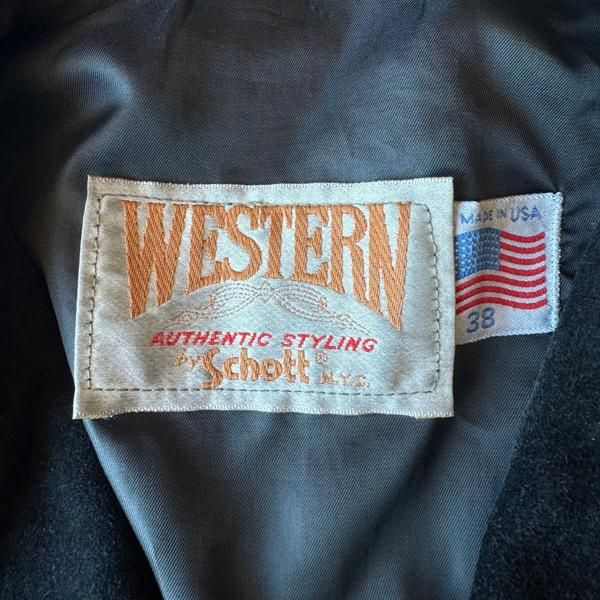 WESTERN
AUTHENTIC STYLING
by Schott® N.Y.C.
MADE IN USA
38